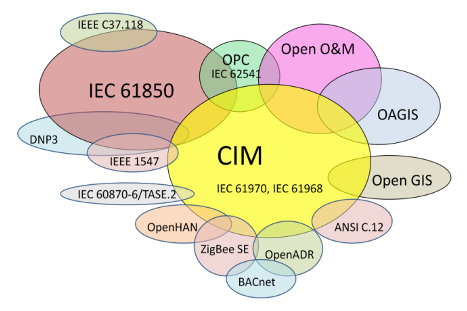 IEEE C37.118
OPC
IEC 62541
Open O&M
IEC 61850
OAGIS
DNP3
IEEE 1547
CIM
IEC 61970, IEC 61968
Open GIS
IEC 60870-6/TASE.2
OpenHAN
ANSI C.12
ZigBee SE
OpenADR
BACnet